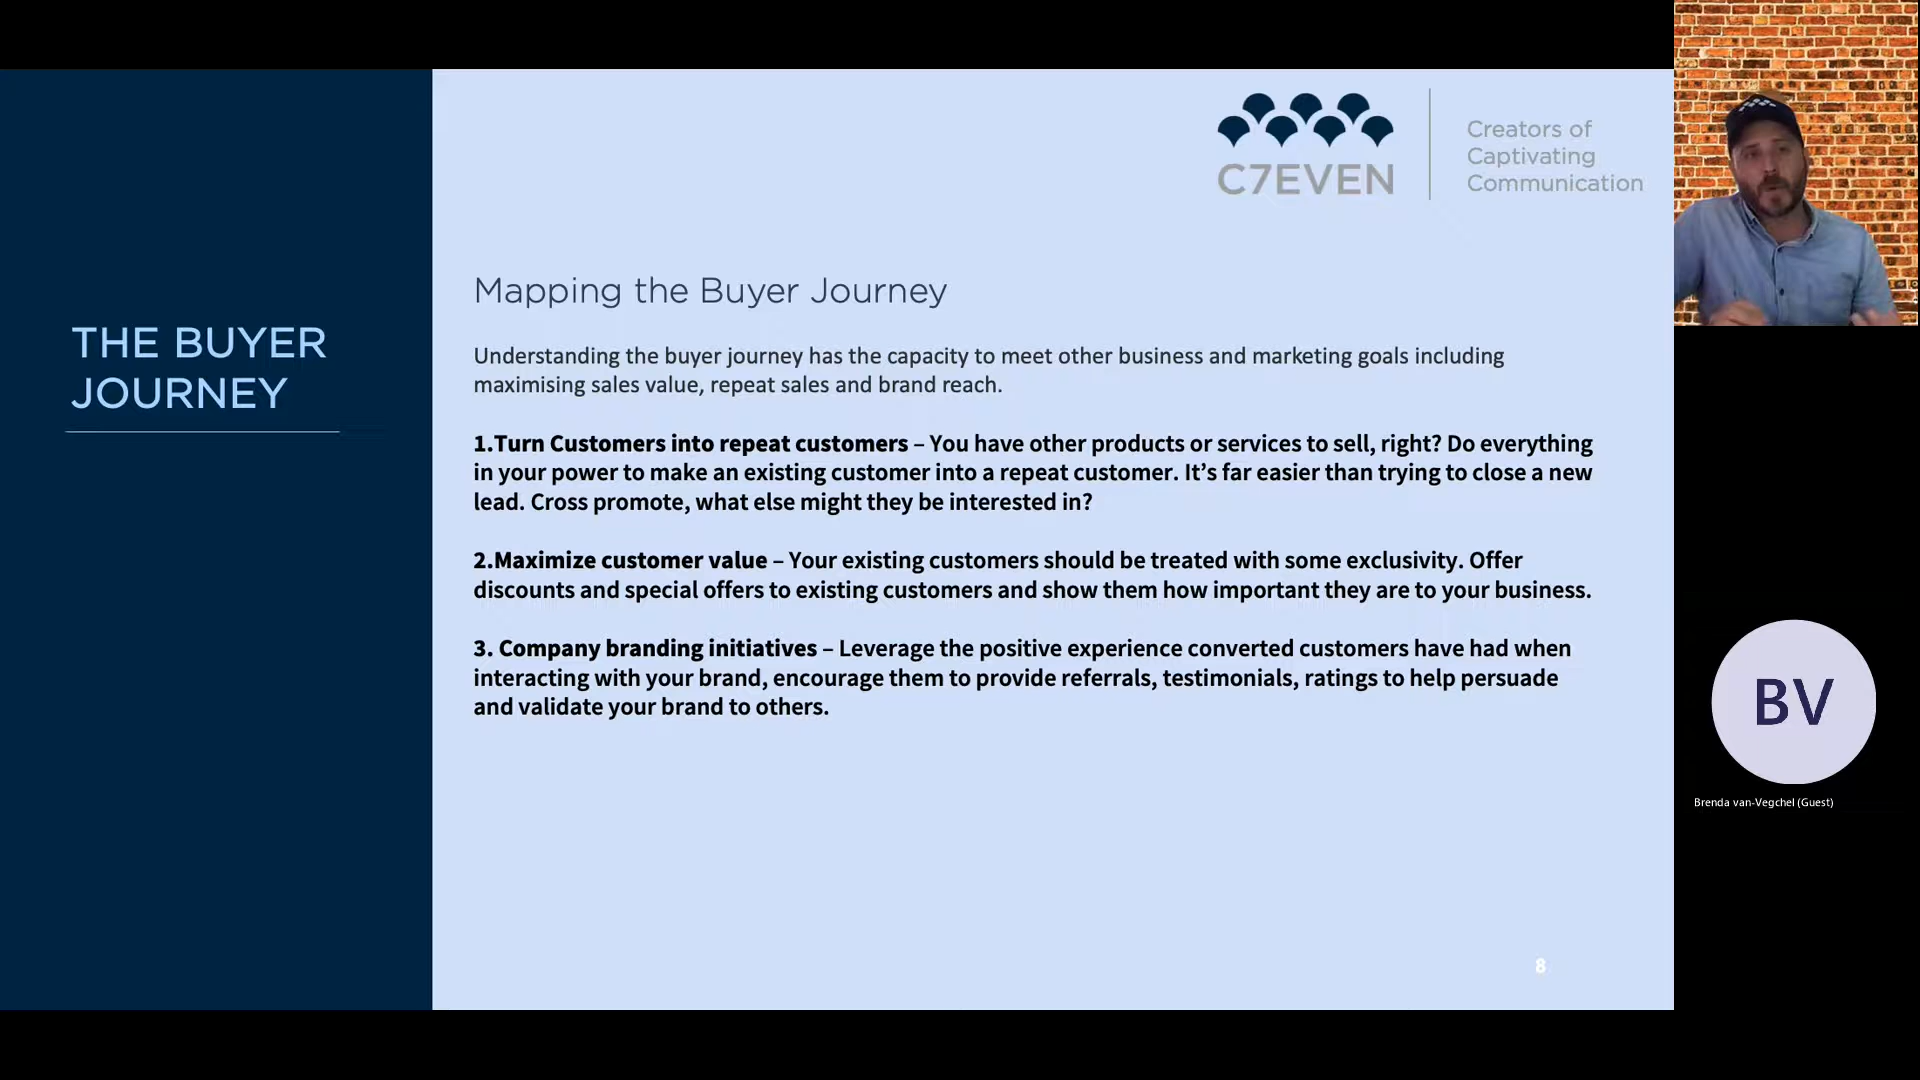 THE BUYER
JOURNEY
C7EVEN
Creators of
Captivating
Communication
Mapping the Buyer Journey
Understanding the buyer journey has the capacity to meet other business and marketing goals including
maximising sales value, repeat sales and brand reach.
1.Turn Customers into repeat customers – You have other products or services to sell, right? Do everything
in your power to make an existing customer into a repeat customer. It’s far easier than trying to close a new
lead. Cross promote, what else might they be interested in?
2.Maximize customer value – Your existing customers should be treated with some exclusivity. Offer
discounts and special offers to existing customers and show them how important they are to your business.
3. Company branding initiatives – Leverage the positive experience converted customers have had when
interacting with your brand, encourage them to provide referrals, testimonials, ratings to help persuade
and validate your brand to others.
8
BV
Brenda van-Vegchel (Guest)